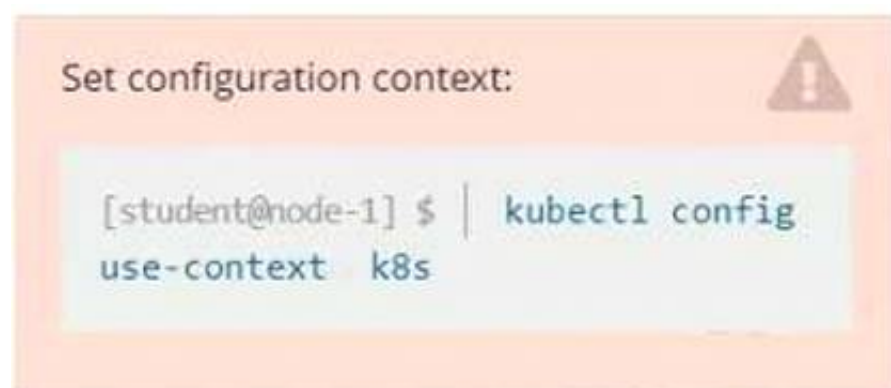 Set configuration context:
[student@node-1] $ | kubectl config
use-context k8s